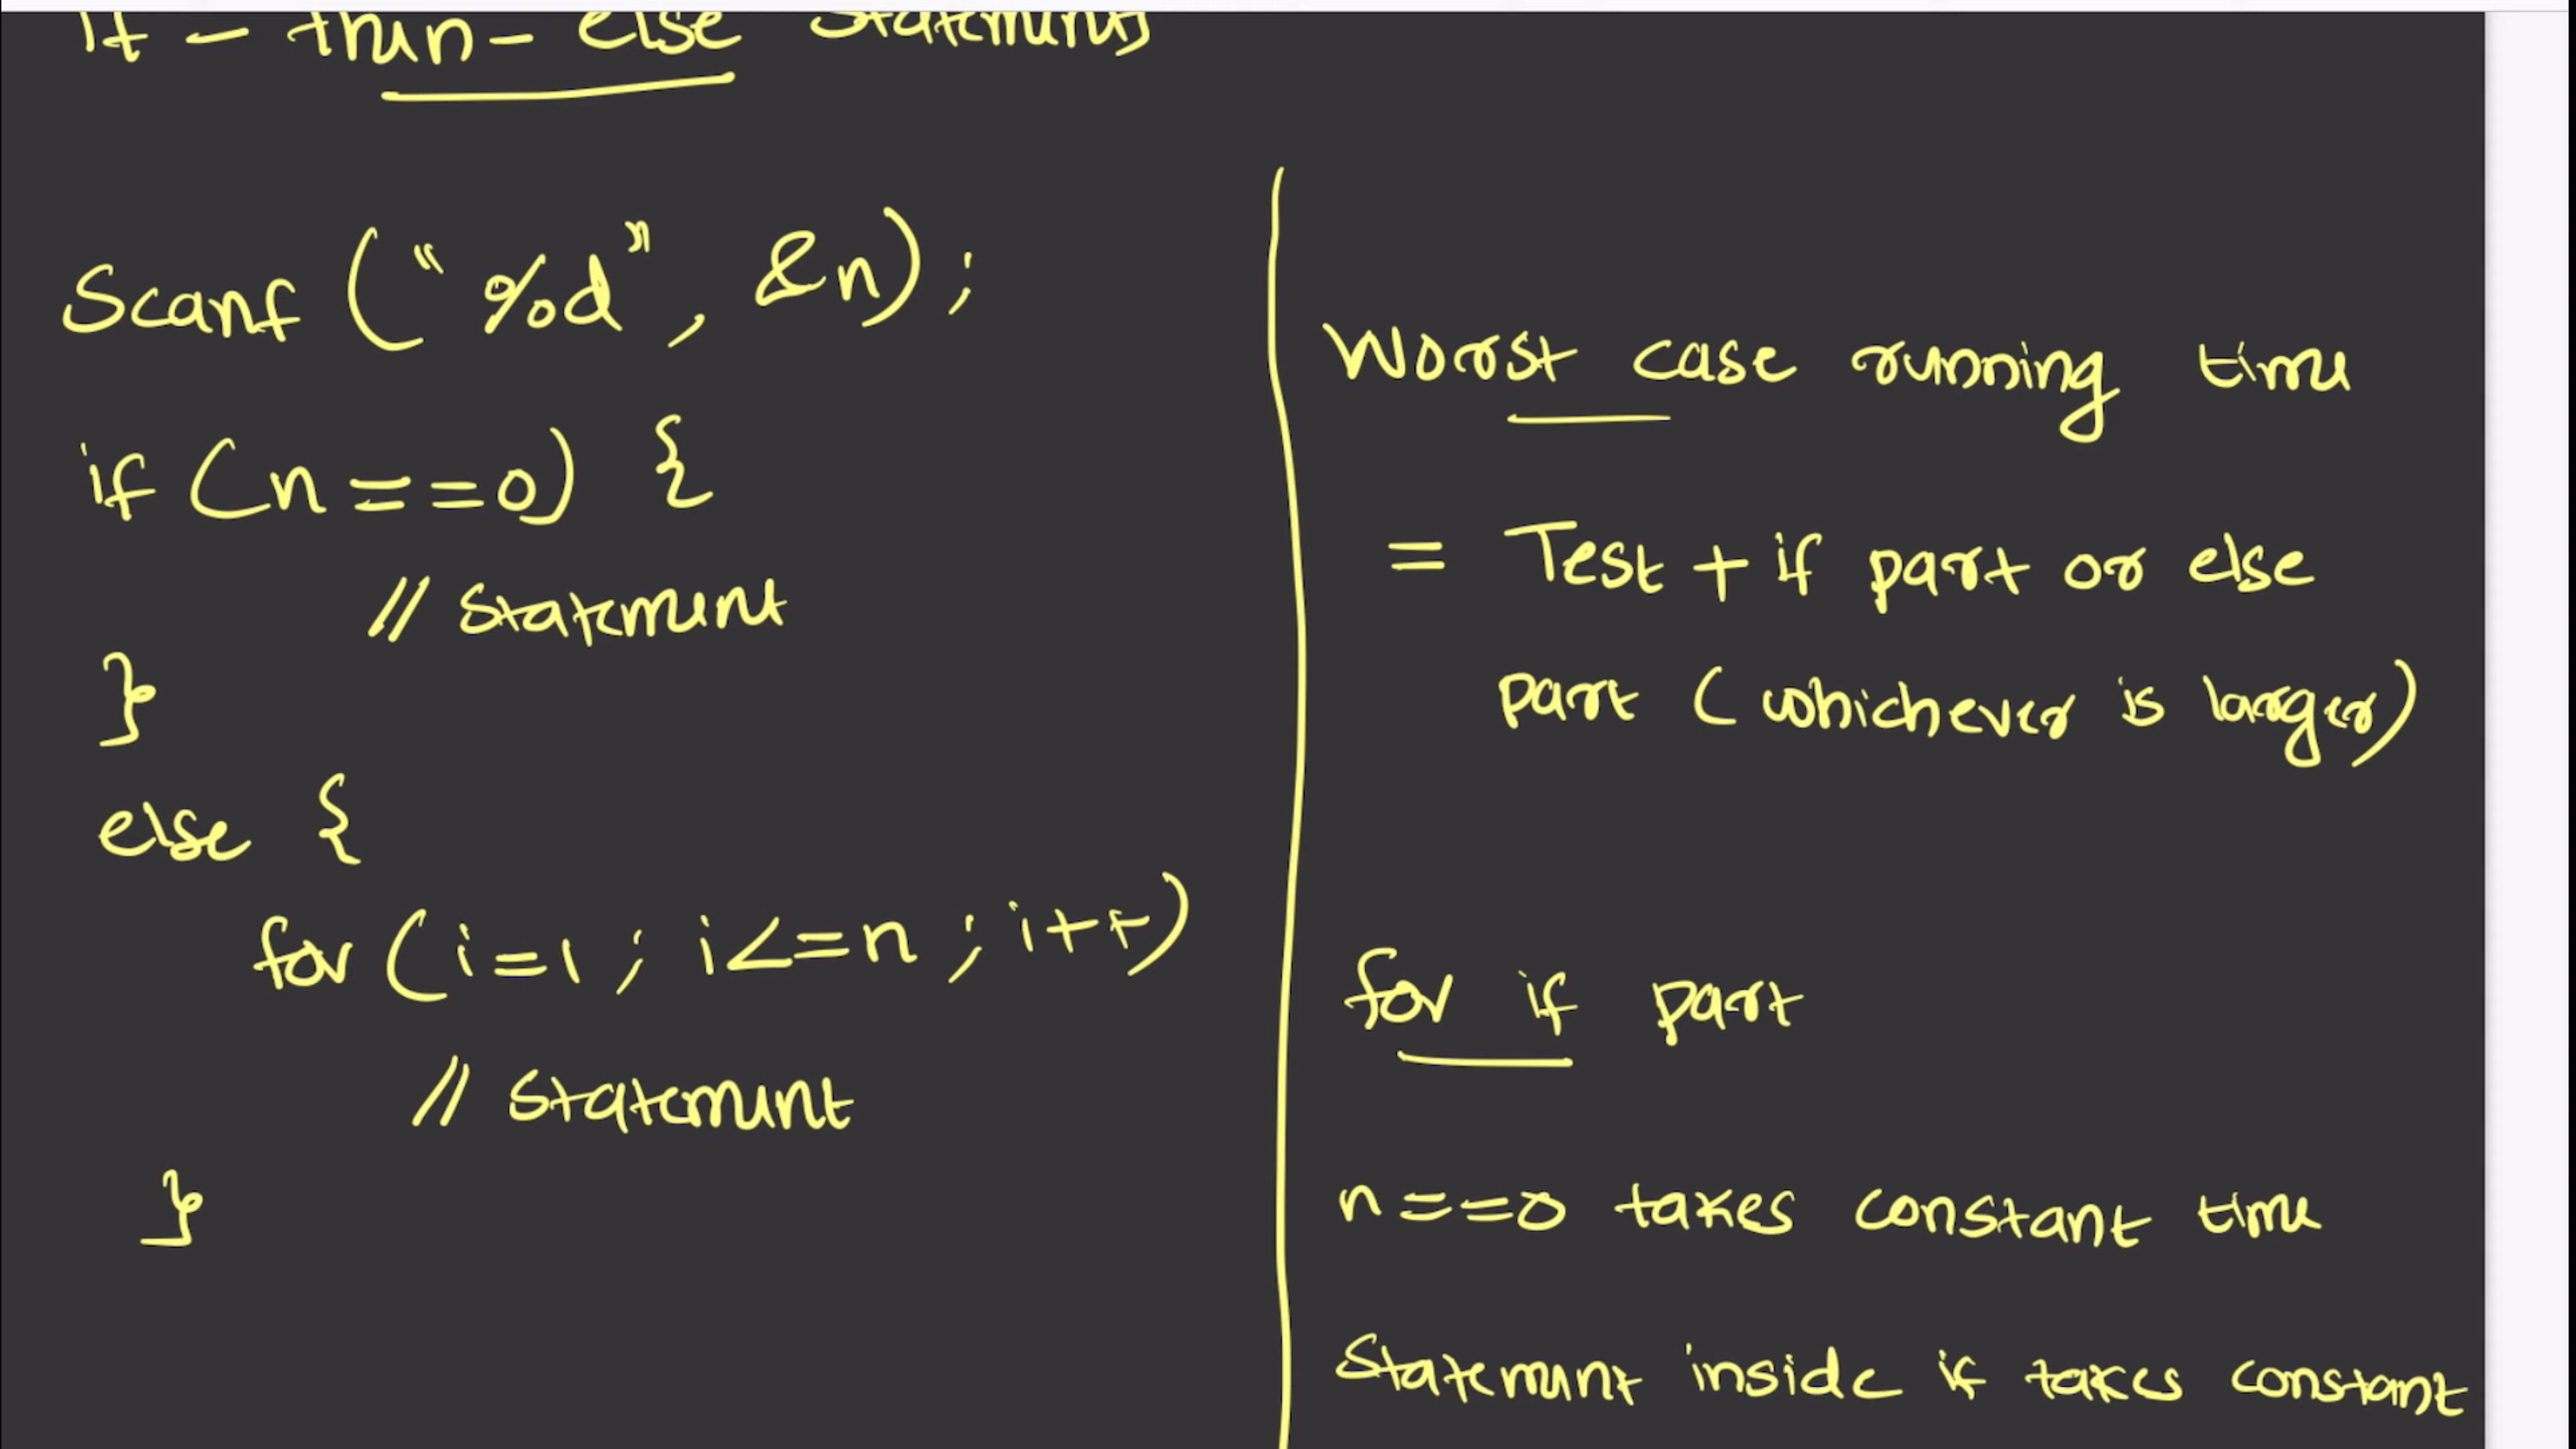 If - then - else statements
Scanf ("%d", &n);
if (n == 0) {
// statement
}
else {
for (i=1; i<=n; i++)
// statement
}
Worst case running time
= Test + if part or else
part (whichever is larger)
for if part
n == 0 takes constant time
Statement inside if takes constant